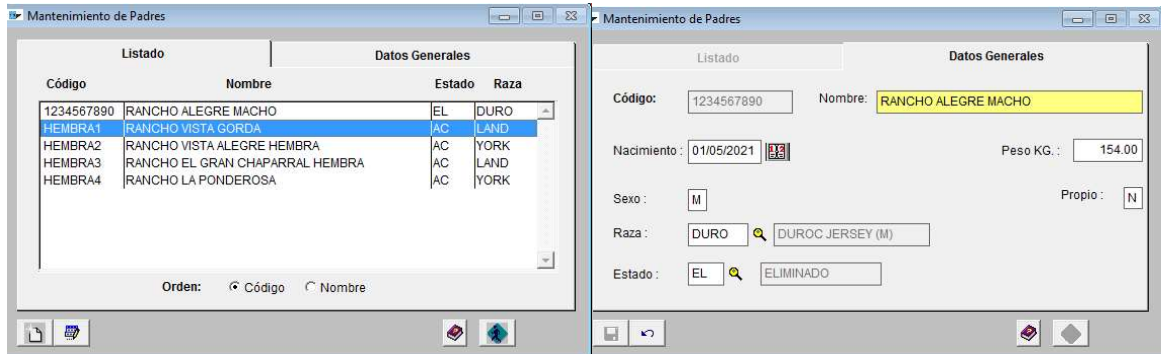 Mantenimiento de Padres
Listado Datos Generales
Código Nombre Estado Raza
1234567890 RANCHO ALEGRE MACHO EL DURO
HEMBRA1 RANCHO VISTA GORDA AC LAND
HEMBRA2 RANCHO VISTA ALEGRE HEMBRA AC YORK
HEMBRA3 RANCHO EL GRAN CHAPARRAL HEMBRA AC LAND
HEMBRA4 RANCHO LA PONDEROSA AC YORK
Orden: Código Nombre
Mantenimiento de Padres
Listado Datos Generales
Código: 1234567890 Nombre: RANCHO ALEGRE MACHO
Nacimiento : 01/05/2021 Peso KG. : 154.00
Sexo : M Propio : N
Raza : DURO DUROC JERSEY (M)
Estado : EL ELIMINADO